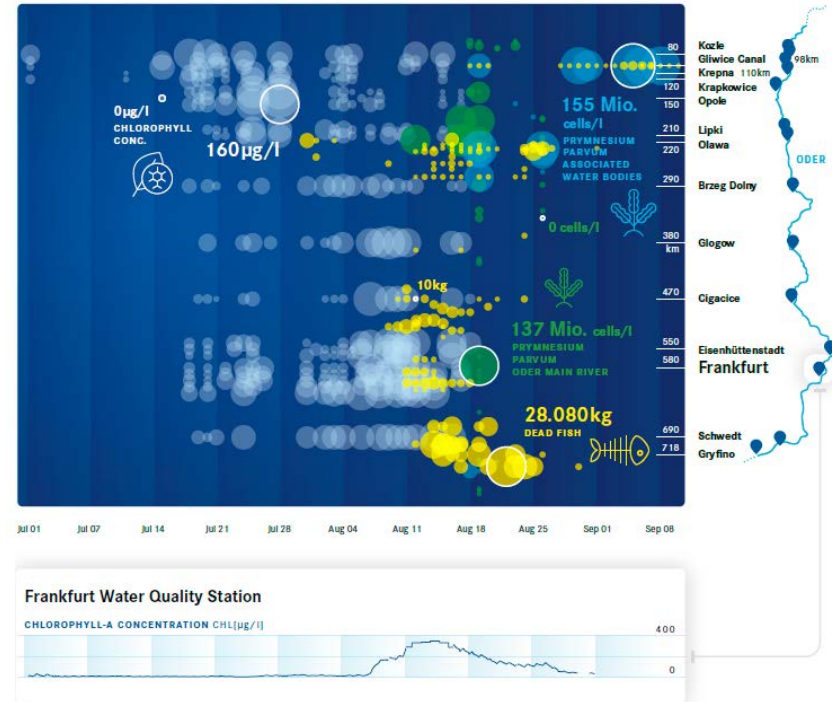 0µg/l
CHLOROPHYLL
CONC.
160µg/l
155 Mio.
cells/l
PRYMNESIUM
PARVUM
ASSOCIATED
WATER BODIES
0 cells/l
10kg
137 Mio. cells/l
PRYMNESIUM
PARVUM
ODER MAIN RIVER
28.080kg
DEAD FISH
80
120
150
210
220
290
380
km
470
550
580
690
718
Kozle
Gliwice Canal 98km
Krepna 110km
Krapkowice
Opole
Lipki
Olawa
ODER
Brzeg Dolny
Glogow
Cigacice
Eisenhüttenstadt
Frankfurt
Schwedt
Gryfino
Jul 01 Jul 07 Jul 14 Jul 21 Jul 28 Aug 04 Aug 11 Aug 18 Aug 25 Sep 01 Sep 08
Frankfurt Water Quality Station
CHLOROPHYLL-A CONCENTRATION CHL[µg/l]
400
0